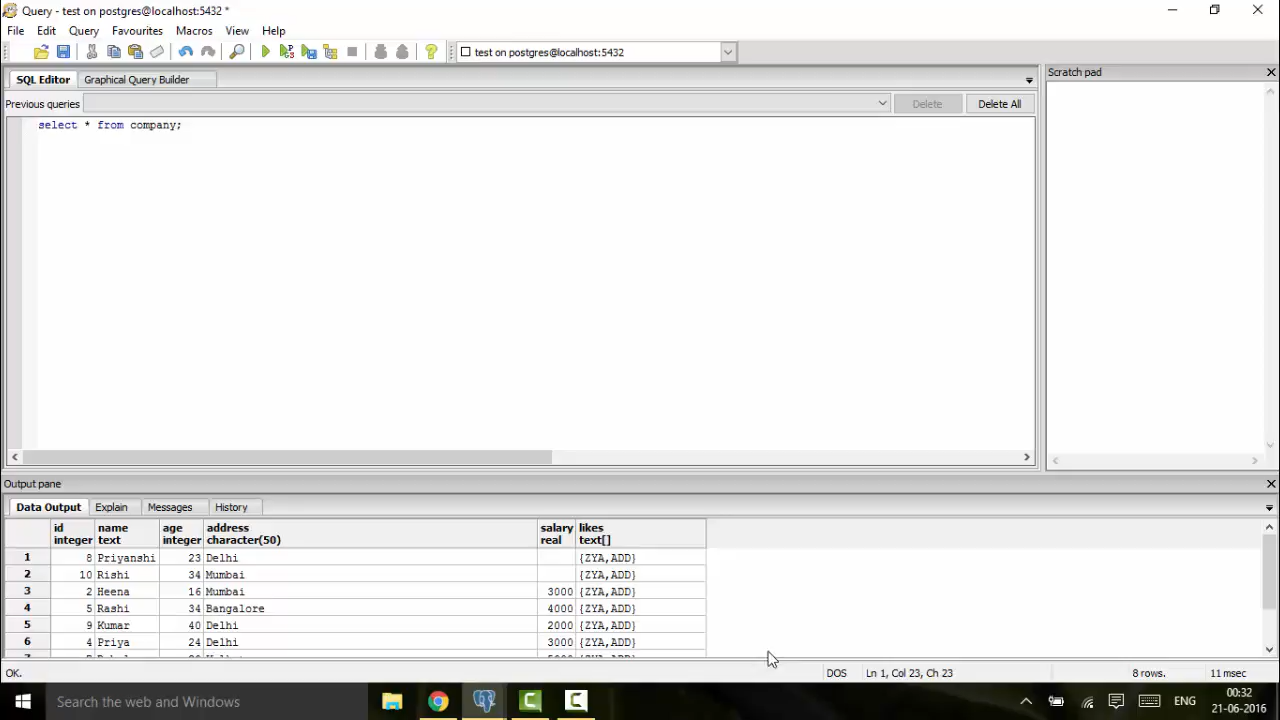 Query - test on postgres@localhost:5432 *
File Edit Query Favourites Macros View Help
test on postgres@localhost:5432
SQL Editor Graphical Query Builder
Scratch pad
Previous queries Delete Delete All
select * from company;
Output pane
Data Output Explain Messages History
id name age address salary likes
integer text integer character(50) real text[]
1 8 Priyanshi 23 Delhi {ZYA,ADD}
2 10 Rishi 34 Mumbai {ZYA,ADD}
3 2 Heena 16 Mumbai 3000 {ZYA,ADD}
4 5 Rashi 34 Bangalore 4000 {ZYA,ADD}
5 9 Kumar 40 Delhi 2000 {ZYA,ADD}
6 4 Priya 24 Delhi 3000 {ZYA,ADD}
OK. DOS Ln 1, Col 23, Ch 23 8 rows. 11 msec
Search the web and Windows
ENG
00:32
21-06-2016